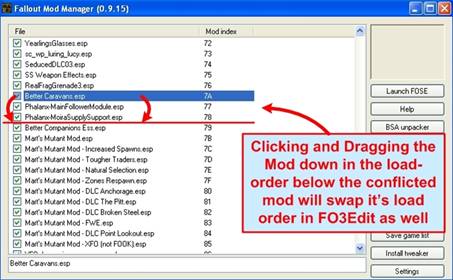 Fallout Mod Manager (0.9.15)
File Mod index
YearlingsGlasses.esp 72
sc_wp_luring_lucy.esp 73
SeducedDLC03.esp 74
SS Weapon Effects.esp 75
RealFragGrenade3.esp 76
Better Caravans.esp 7A
Phalanx-MainFollowerModule.esp 77
Phalanx-MoiraSupplySupport.esp 78
Better Companions Ess.esp 79
Mart's Mutant Mod.esp 7B
Mart's Mutant Mod - Increased Spawns.esp 7C
Mart's Mutant Mod - Tougher Traders.esp 7D
Mart's Mutant Mod - Natural Selection.esp 7E
Mart's Mutant Mod - Zones Respawn.esp 7F
Mart's Mutant Mod - DLC Anchorage.esp 80
Mart's Mutant Mod - DLC The Pitt.esp 81
Mart's Mutant Mod - DLC Broken Steel.esp 82
Mart's Mutant Mod - FWE.esp 83
Mart's Mutant Mod - DLC Point Lookout.esp 84
Mart's Mutant Mod - XFO (not FOOK).esp 85
Better Caravans.esp
Launch FOSE
Help
BSA unpacker
Clicking and Dragging the
Mod down in the load-
order below the conflicted
mod will swap it's load
order in FO3Edit as well
Save game list
Install tweaker
Settings